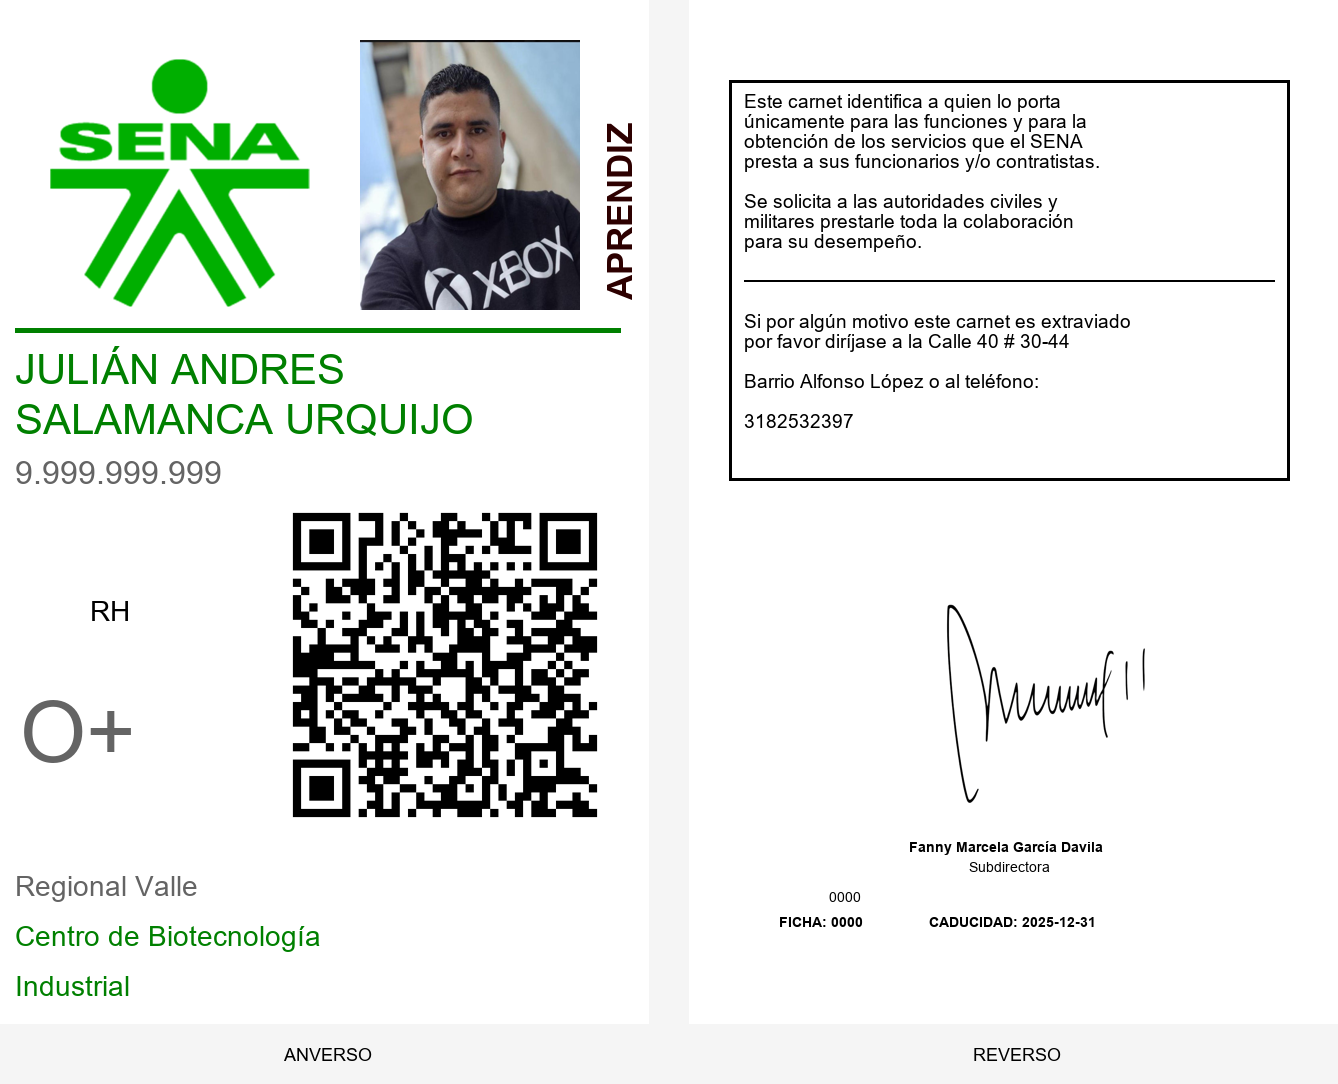 SENA
XBOX
APRENDIZ
JULIÁN ANDRES
SALAMANCA URQUIJO
9.999.999.999
RH
O+
Regional Valle
Centro de Biotecnología
Industrial
ANVERSO
Este carnet identifica a quien lo porta
únicamente para las funciones y para la
obtención de los servicios que el SENA
presta a sus funcionarios y/o contratistas.
Se solicita a las autoridades civiles y
militares prestarle toda la colaboración
para su desempeño.
Si por algún motivo este carnet es extraviado
por favor diríjase a la Calle 40 # 30-44
Barrio Alfonso López o al teléfono:
3182532397
Fanny Marcela García Davila
Subdirectora
0000
FICHA: 0000 CADUCIDAD: 2025-12-31
REVERSO